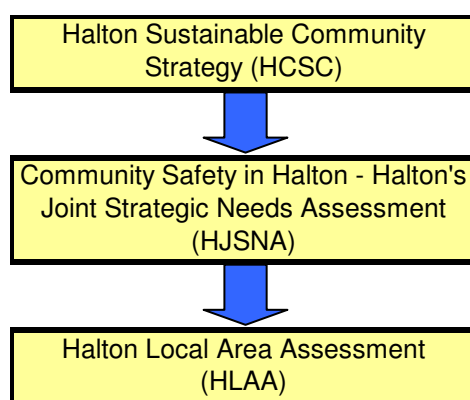 Halton Sustainable Community
Strategy (HCSC)
Community Safety in Halton - Halton's
Joint Strategic Needs Assessment
(HJSNA)
Halton Local Area Assessment
(HLAA)